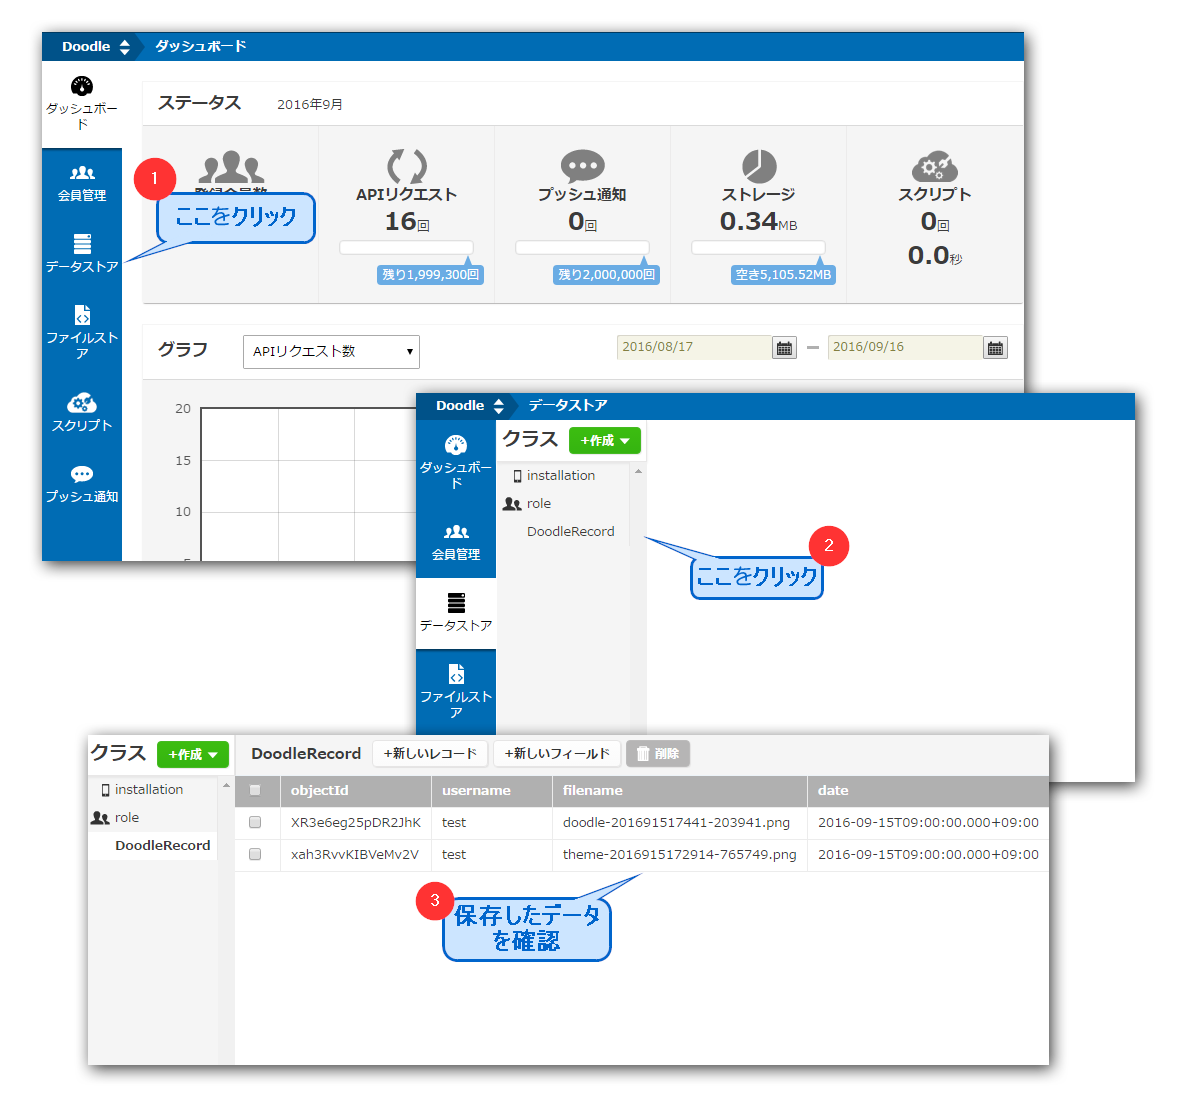 Doodle ダッシュボード
ダッシュボー
ド
会員管理
データストア
ファイルスト
ア
スクリプト
プッシュ通知
ステータス 2016年9月
1
ここをクリック
APIリクエスト
16回
残り1,999,300回
プッシュ通知
0回
残り2,000,000回
ストレージ
0.34MB
空き5,105.52MB
スクリプト
0回
0.0秒
グラフ APIリクエスト数 2016/08/17 2016/09/16
20
15
10
Doodle データストア
ダッシュボー
ド
会員管理
データストア
ファイルスト
ア
クラス +作成
installation
role
DoodleRecord
2
ここをクリック
クラス +作成
installation
role
DoodleRecord
DoodleRecord +新しいレコード +新しいフィールド 削除
objectId username filename date
XR3e6eg25pDR2JhK test doodle-201691517441-203941.png 2016-09-15T09:00:00.000+09:00
xah3RvvKIBVeMv2V test theme-2016915172914-765749.png 2016-09-15T09:00:00.000+09:00
3
保存したデータ
を確認